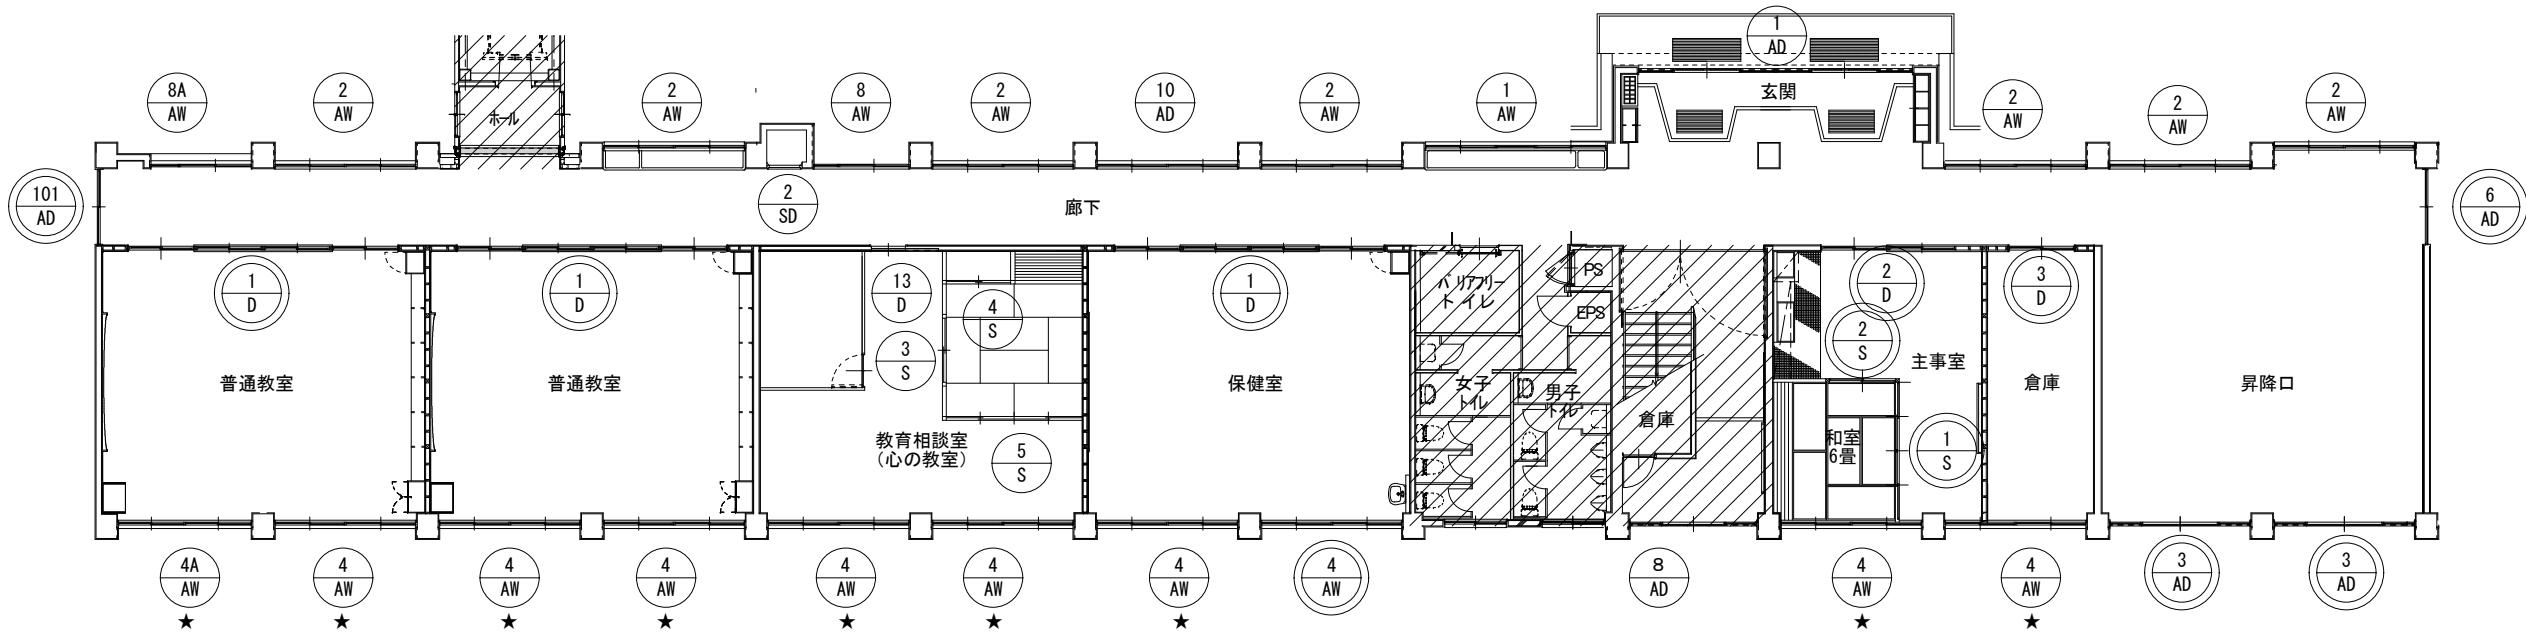 1
AD
8A
AW
2
AW
ホール
2
AW
8
AW
2
AW
10
AD
2
AW
1
AW
玄関
2
AW
2
AW
2
AW
101
AD
2
SD
廊下
6
AD
1
D
1
D
13
D
4
S
3
S
1
D
バリアフリー
トイレ
PS
EPS
2
D
2
S
3
D
普通教室
普通教室
教育相談室
(心の教室)
5
S
保健室
女子
トイレ
男子
トイレ
倉庫
主事室
和室
6畳
1
S
倉庫
昇降口
4A
AW
★
4
AW
★
4
AW
★
4
AW
★
4
AW
★
4
AW
★
4
AW
★
4
AW
8
AD
4
AW
★
4
AW
★
3
AD
3
AD